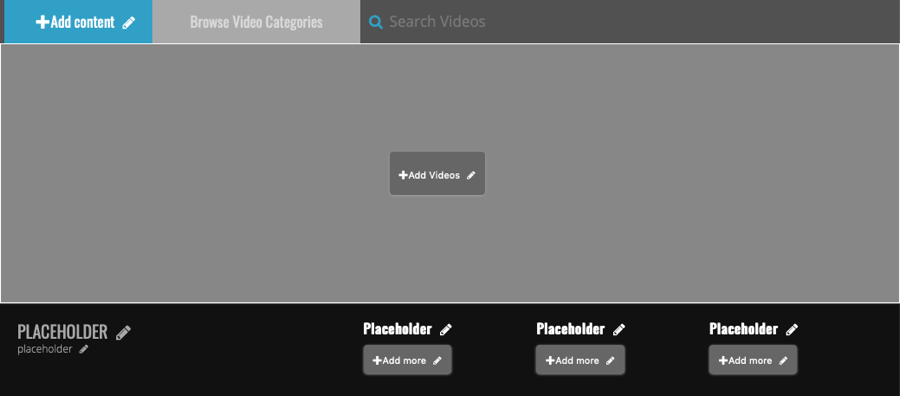 +Add content
Browse Video Categories
Search Videos
+Add Videos
PLACEHOLDER
placeholder
Placeholder
+Add more
Placeholder
+Add more
Placeholder
+Add more